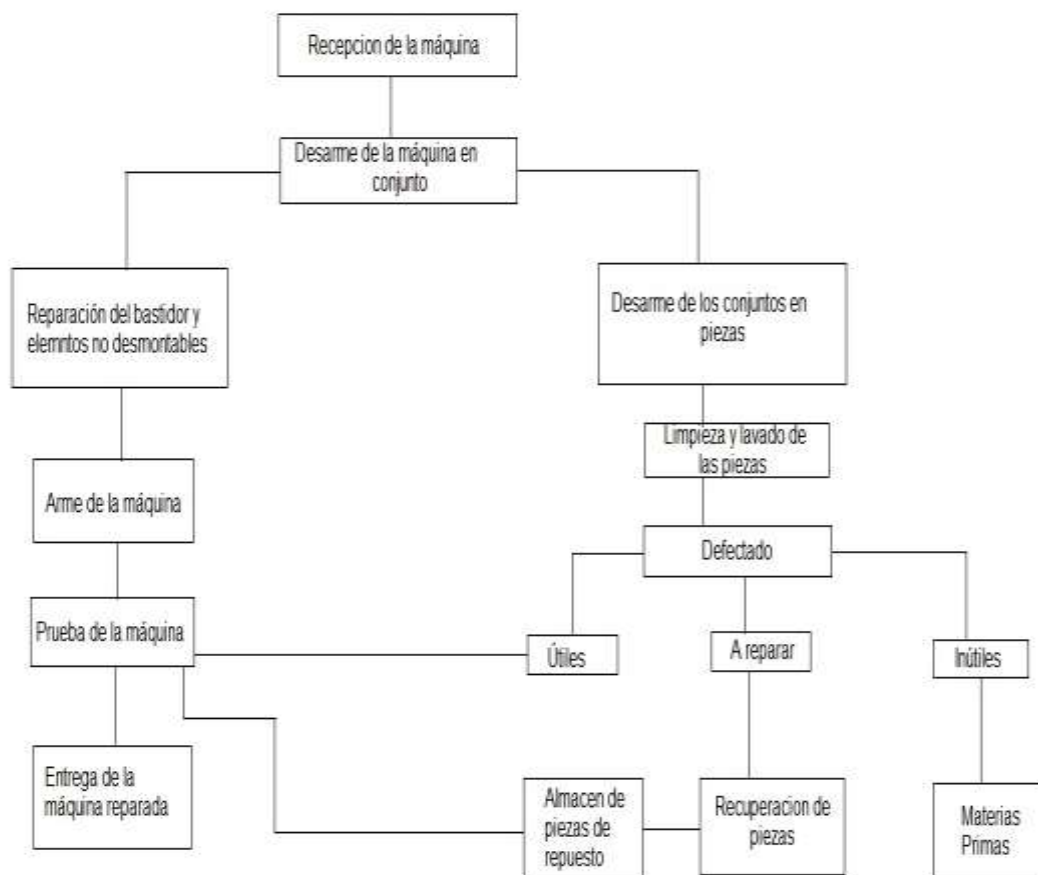 Recepcion de la máquina
Desarme de la máquina en
conjunto
Reparación del bastidor y
elemntos no desmontables
Desarme de los conjuntos en
piezas
Limpieza y lavado de
las piezas
Arme de la máquina
Defectado
Prueba de la máquina
Útiles
A reparar
Inútiles
Entrega de la
máquina reparada
Almacen de
piezas de
repuesto
Recuperacion de
piezas
Materias
Primas